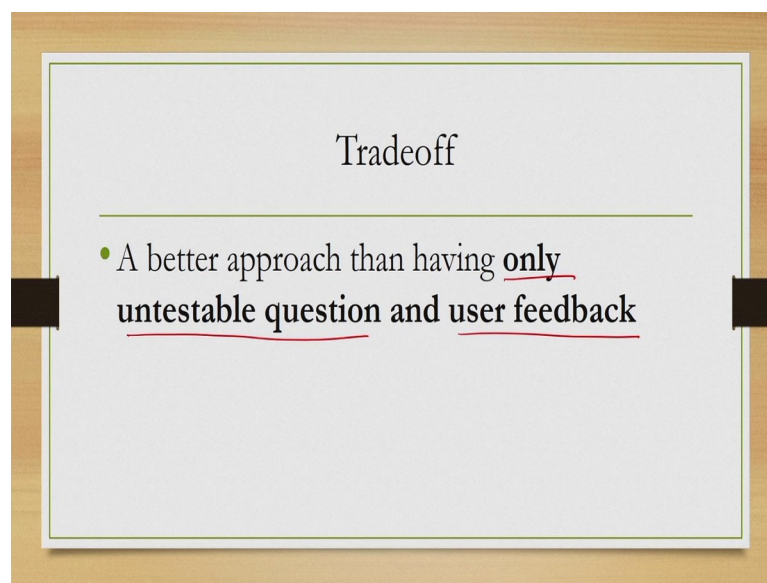 Tradeoff
• A better approach than having only
untestable question and user feedback